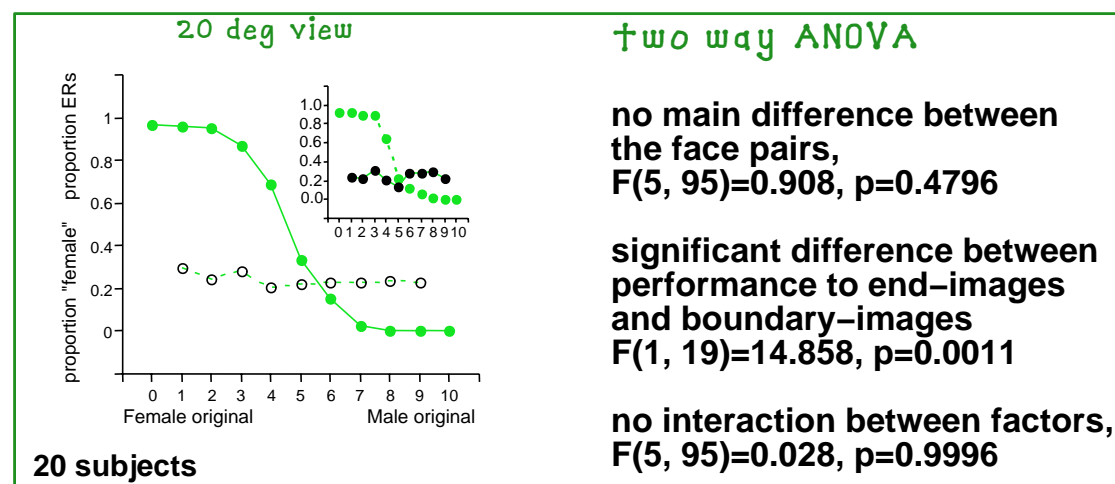 20 deg view
two way ANOVA
proportion "female" proportion ERs
1
0.8
0.6
0.4
0.2
0
0 1 2 3 4 5 6 7 8 9 10
Female original Male original
1.0
0.8
0.6
0.4
0.2
0.0
0 1 2 3 4 5 6 7 8 9 10
20 subjects
no main difference between
the face pairs,
F(5, 95)=0.908, p=0.4796
significant difference between
performance to end−images
and boundary−images
F(1, 19)=14.858, p=0.0011
no interaction between factors,
F(5, 95)=0.028, p=0.9996